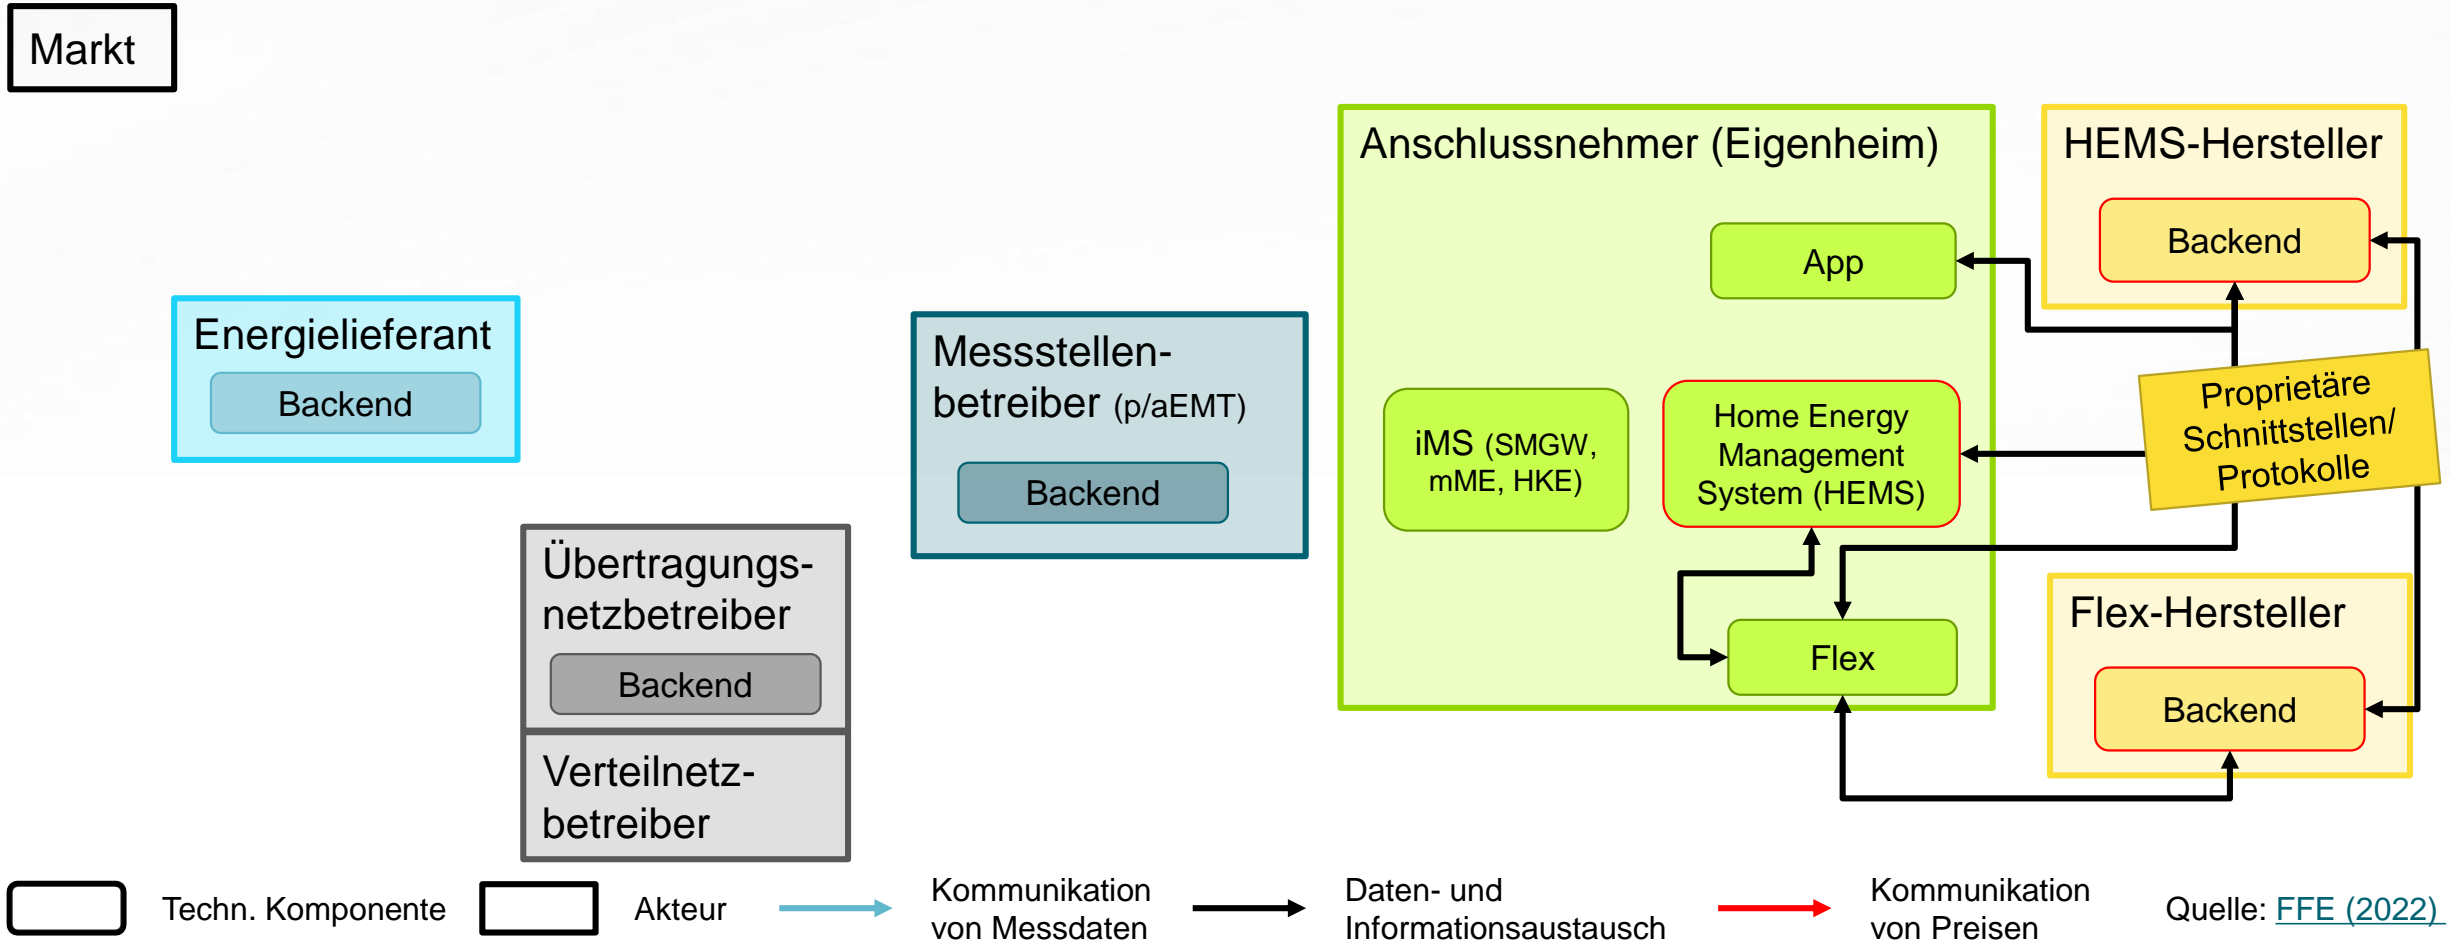 Markt
Anschlussnehmer (Eigenheim)
HEMS-Hersteller
Backend
App
Energielieferant
Backend
Messstellen-
betreiber (p/aEMT)
Backend
iMS (SMGW,
mME, HKE)
Home Energy
Management
System (HEMS)
Proprietäre
Schnittstellen/
Protokolle
Übertragungs-
netzbetreiber
Backend
Verteilnetz-
betreiber
Flex
Flex-Hersteller
Backend
Techn. Komponente
Akteur
Kommunikation
von Messdaten
Daten- und
Informationsaustausch
Kommunikation
von Preisen
Quelle: FFE (2022)